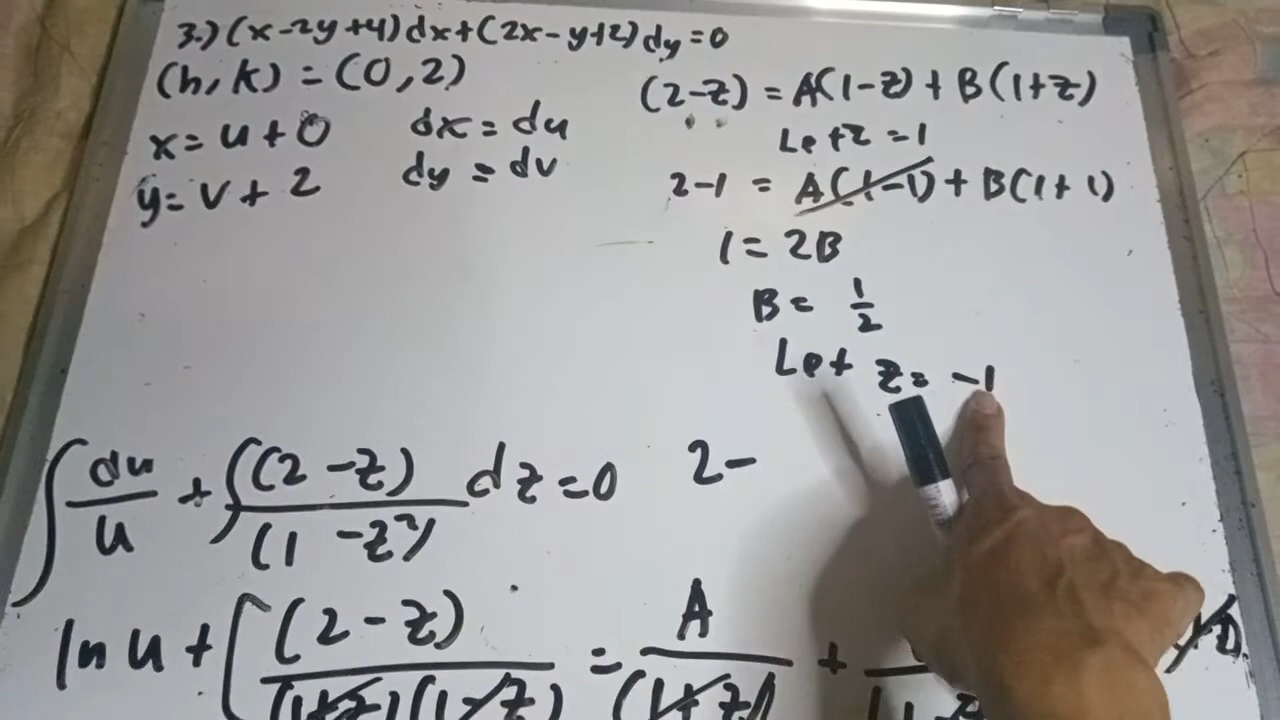 3.) (x-2y+4)dx+(2x-y+2)dy=0
(h,k)=(0,2)
x=u+0 dx=du
y=v+2 dy=dv
(2-z)=A(1-z)+B(1+z)
Let z=1
2-1=A(1-1)+B(1+1)
1=2B
B=1/2
Let z=-1
2-
∫du/u+∫(2-z)/(1-z²)dz=0
ln u+[(2-z)/(1+z)(1-z)=A/(1+z)+